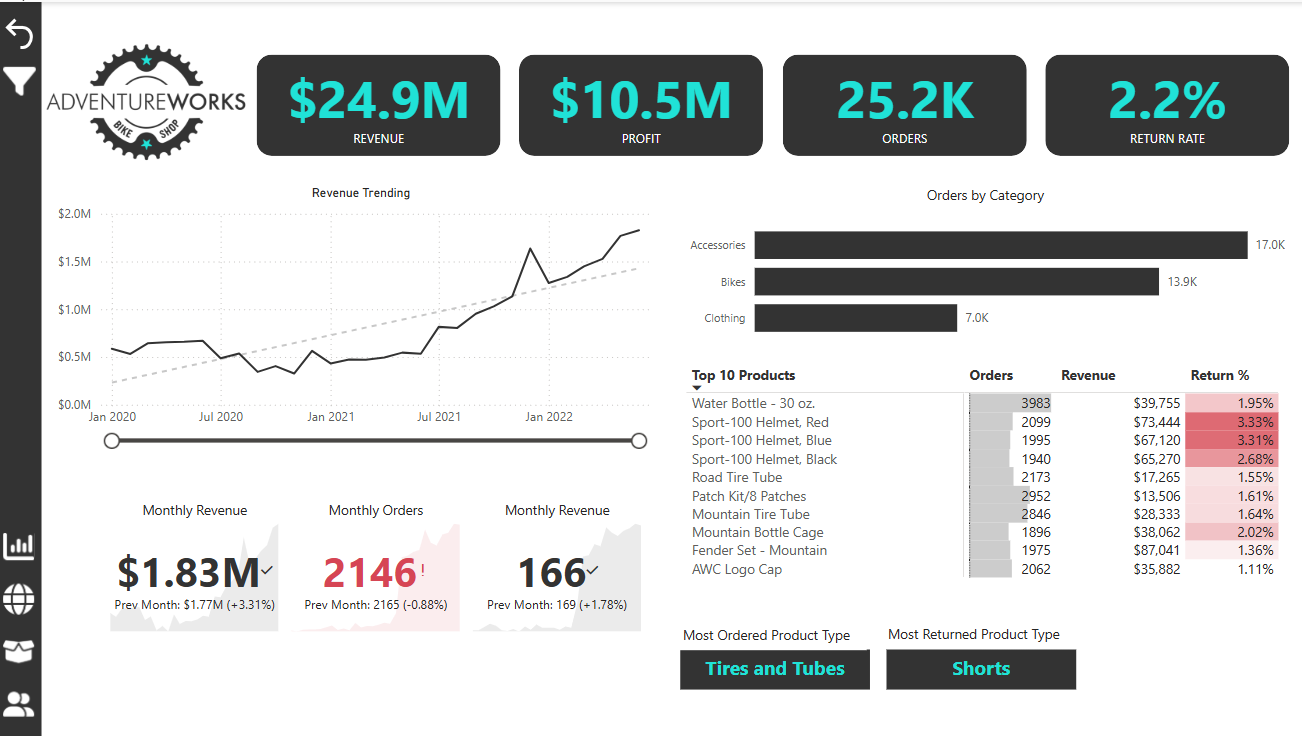 ADVENTUREWORKS
BIKE SHOP
$24.9M
REVENUE
$10.5M
PROFIT
25.2K
ORDERS
2.2%
RETURN RATE
Revenue Trending
$2.0M
$1.5M
$1.0M
$0.5M
$0.0M
Jan 2020 Jul 2020 Jan 2021 Jul 2021 Jan 2022
Orders by Category
Accessories 17.0K
Bikes 13.9K
Clothing 7.0K
Top 10 Products Orders Revenue Return %
Water Bottle - 30 oz. 3983 $39,755 1.95%
Sport-100 Helmet, Red 2099 $73,444 3.33%
Sport-100 Helmet, Blue 1995 $67,120 3.31%
Sport-100 Helmet, Black 1940 $65,270 2.68%
Road Tire Tube 2173 $17,265 1.55%
Patch Kit/8 Patches 2952 $13,506 1.61%
Mountain Tire Tube 2846 $28,333 1.64%
Mountain Bottle Cage 1896 $38,062 2.02%
Fender Set - Mountain 1975 $87,041 1.36%
AWC Logo Cap 2062 $35,882 1.11%
Monthly Revenue
$1.83M
Prev Month: $1.77M (+3.31%)
Monthly Orders
2146!
Prev Month: 2165 (-0.88%)
Monthly Revenue
166
Prev Month: 169 (+1.78%)
Most Ordered Product Type
Tires and Tubes
Most Returned Product Type
Shorts